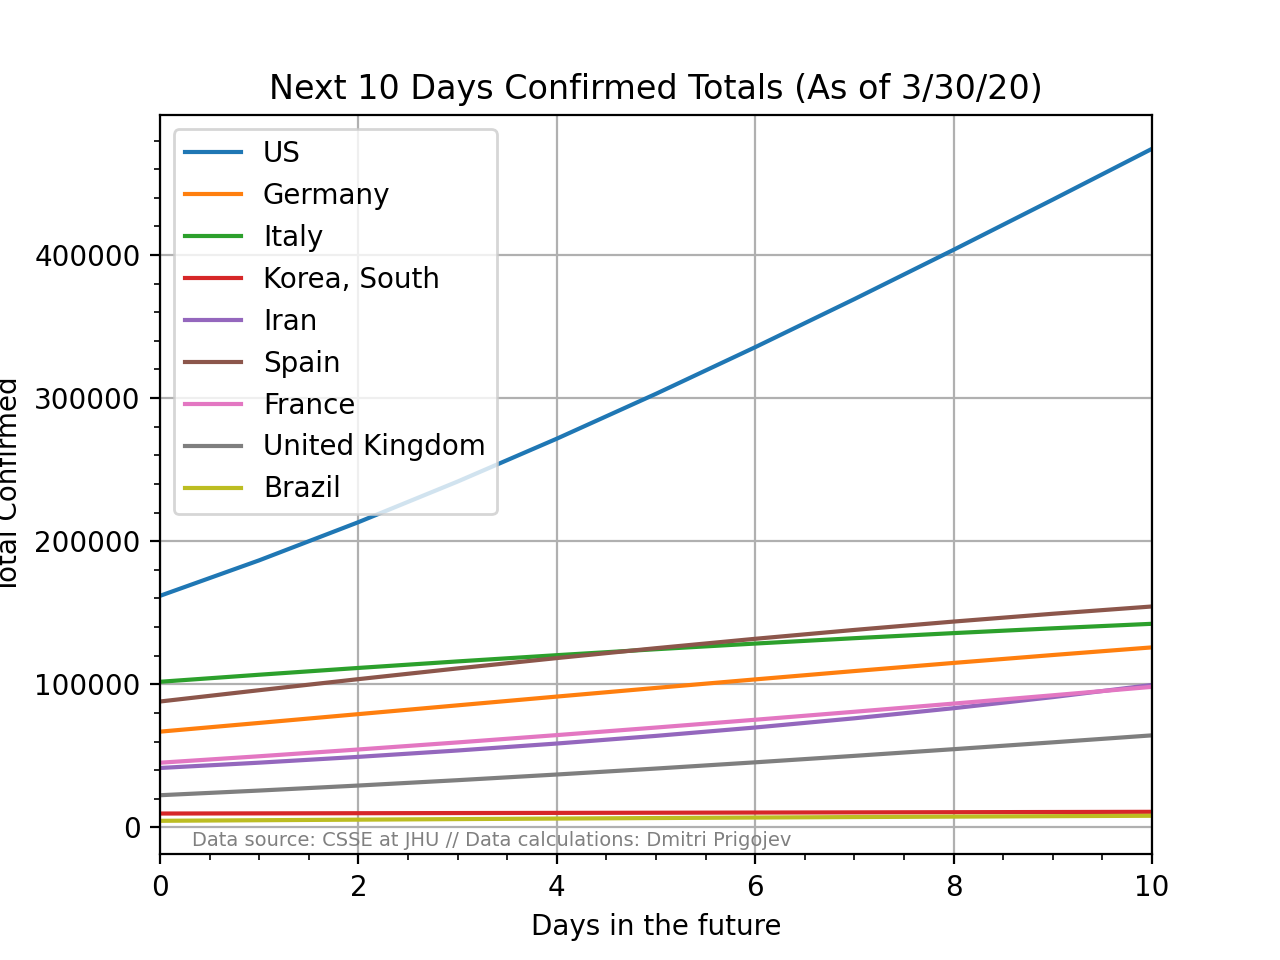 Next 10 Days Confirmed Totals (As of 3/30/20)
US
Germany
Italy
Korea, South
Iran
Spain
France
United Kingdom
Brazil
Total Confirmed
400000
300000
200000
100000
0
Data source: CSSE at JHU // Data calculations: Dmitri Prigojev
0 2 4 6 8 10
Days in the future